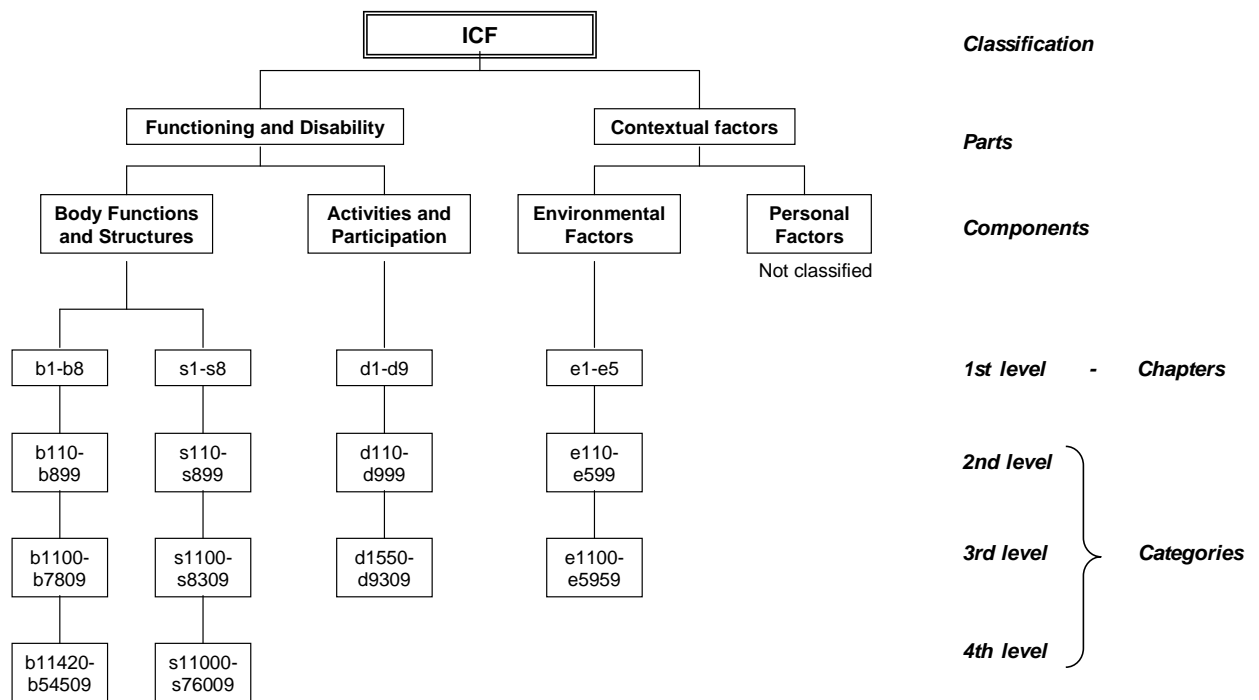 ICF
Classification
Functioning and Disability
Contextual factors
Parts
Body Functions
and Structures
Activities and
Participation
Environmental
Factors
Personal
Factors
Components
Not classified
b1-b8
s1-s8
d1-d9
e1-e5
1st level - Chapters
b110-
b899
s110-
s899
d110-
d999
e110-
e599
2nd level
b1100-
b7809
s1100-
s8309
d1550-
d9309
e1100-
e5959
3rd level
Categories
b11420-
b54509
s11000-
s76009
4th level